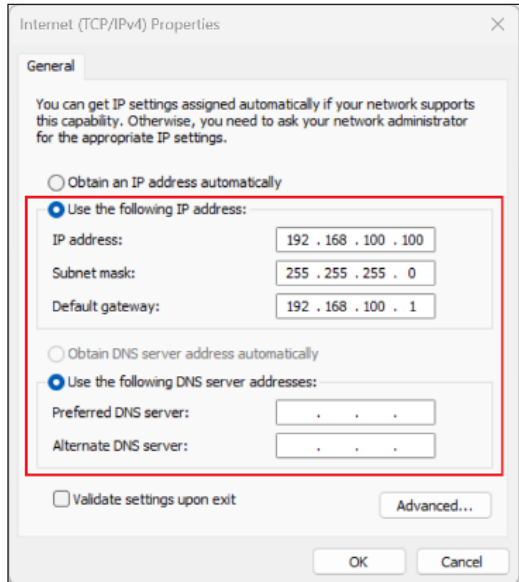 Internet (TCP/IPv4) Properties
General
You can get IP settings assigned automatically if your network supports
this capability. Otherwise, you need to ask your network administrator
for the appropriate IP settings.
Obtain an IP address automatically
Use the following IP address:
IP address: 192 . 168 . 100 . 100
Subnet mask: 255 . 255 . 255 . 0
Default gateway: 192 . 168 . 100 . 1
Obtain DNS server address automatically
Use the following DNS server addresses:
Preferred DNS server: . . .
Alternate DNS server: . . .
Validate settings upon exit
Advanced...
OK Cancel